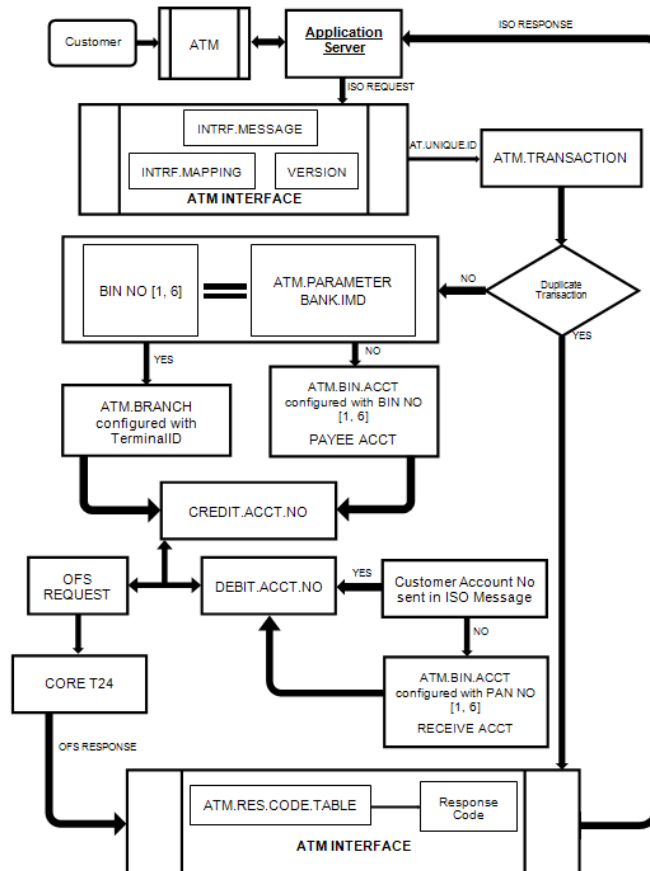 ISO RESPONSE
Customer
ATM
Application
Server
ISO REQUEST
INTRF.MESSAGE
INTRF.MAPPING
VERSION
ATM INTERFACE
AT.UNIQUE.ID
ATM.TRANSACTION
BIN NO [1, 6]
ATM.PARAMETER
BANK.IMD
NO
Duplicate
Transaction
YES
YES
NO
ATM.BRANCH
configured with
TerminalID
ATM.BIN.ACCT
configured with BIN NO
[1, 6]
PAYEE ACCT
CREDIT.ACCT.NO
OFS
REQUEST
DEBIT.ACCT.NO
YES
Customer Account No
sent in ISO Message
NO
CORE T24
ATM.BIN.ACCT
configured with PAN NO
[1, 6]
RECEIVE ACCT
OFS RESPONSE
ATM.RES.CODE.TABLE
Response
Code
ATM INTERFACE